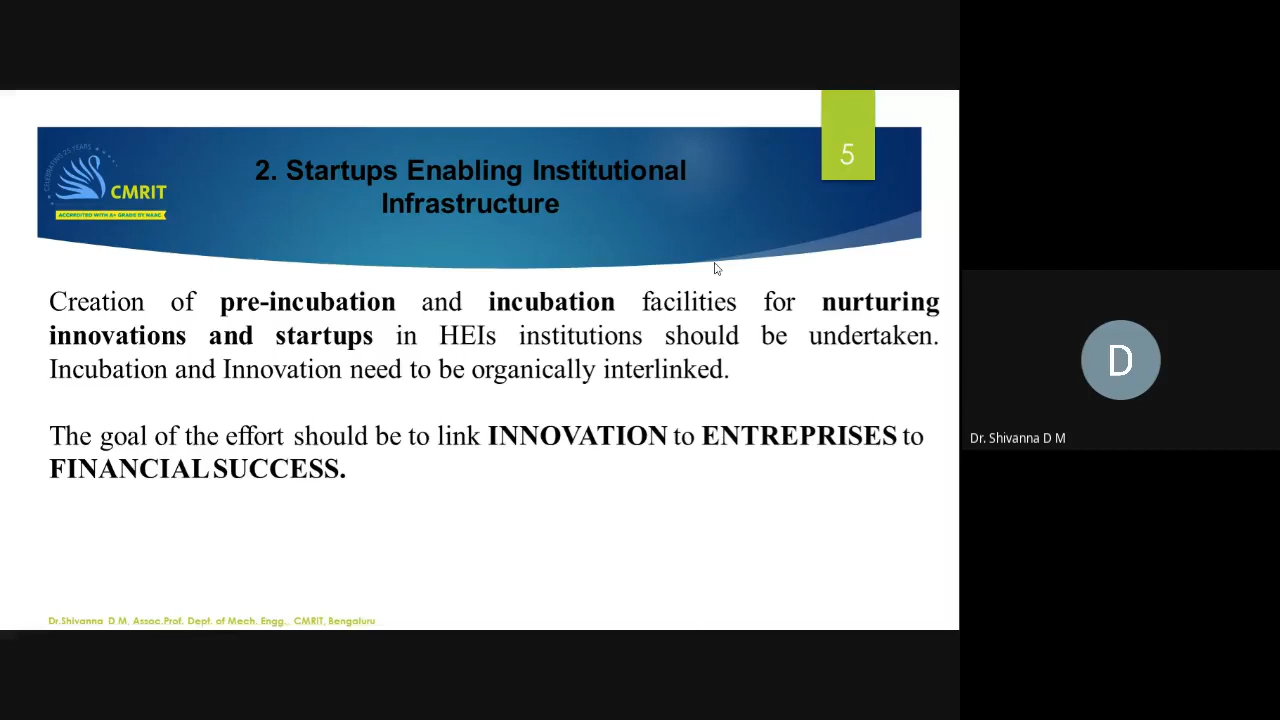 5
CELEBRATING 25 YEARS
CMRIT
ACCREDITED WITH A+ GRADE BY NAAC
2. Startups Enabling Institutional
Infrastructure
Creation of pre-incubation and incubation facilities for nurturing
innovations and startups in HEIs institutions should be undertaken.
Incubation and Innovation need to be organically interlinked.
The goal of the effort should be to link INNOVATION to ENTREPRISES to
FINANCIAL SUCCESS.
Dr.Shivanna D M, Assoc.Prof. Dept. of Mech. Engg., CMRIT, Bengaluru
D
Dr. Shivanna D M